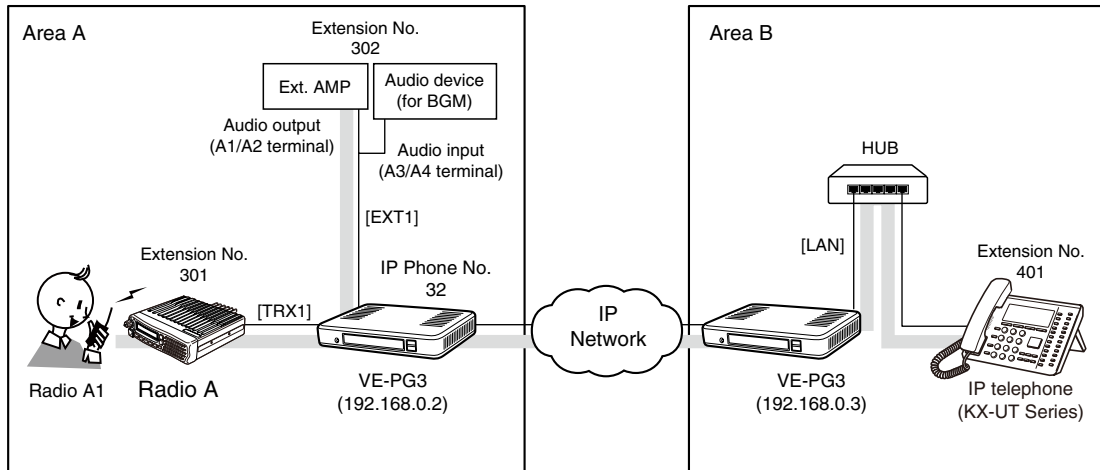 Area A
Extension No.
302
Ext. AMP
Audio device
(for BGM)
Audio output
(A1/A2 terminal)
Audio input
(A3/A4 terminal)
[EXT1]
Extension No.
301
IP Phone No.
32
[TRX1]
Radio A1
Radio A
VE-PG3
(192.168.0.2)
IP
Network
Area B
HUB
[LAN]
Extension No.
401
VE-PG3
(192.168.0.3)
IP telephone
(KX-UT Series)